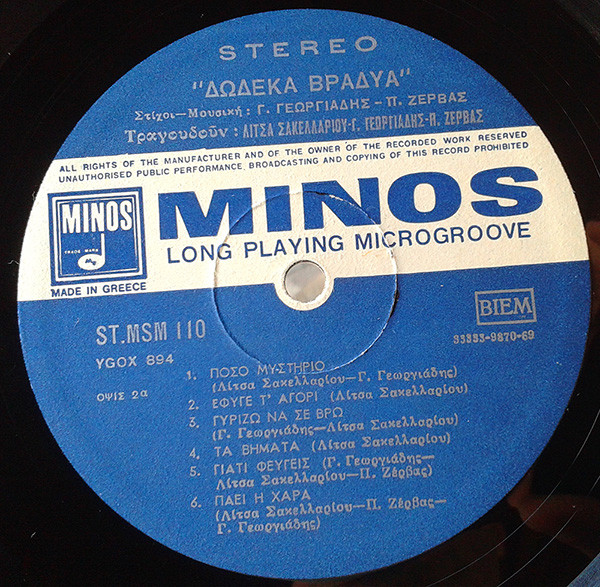 STEREO
"ΔΩΔΕΚΑ ΒΡΑΔΥΑ"
Στίχοι–Μουσική: Γ. ΓΕΩΡΓΙΑΔΗΣ – Π. ΖΕΡΒΑΣ
Τραγουδοῦν: ΛΙΤΣΑ ΣΑΚΕΛΛΑΡΙΟΥ-Γ. ΓΕΩΡΓΙΑΔΗΣ-Π. ΖΕΡΒΑΣ
ALL RIGHTS OF THE MANUFACTURER AND OF THE OWNER OF THE RECORDED WORK RESERVED
UNAUTHORISED PUBLIC PERFORMANCE, BROADCASTING AND COPYING OF THIS RECORD PROHIBITED
MINOS
TRADE MARK
MADE IN GREECE
MINOS
LONG PLAYING MICROGROOVE
ST.MSM 110
YGOX 894
ΟΨΙΣ 2α
BIEM
33333-9870-69
1. ΠΟΣΟ ΜΥΣΤΗΡΙΟ
(Λίτσα Σακελλαρίου—Γ. Γεωργιάδης)
2. ΕΦΥΓΕ Τ' ΑΓΟΡΙ (Λίτσα Σακελλαρίου)
3. ΓΥΡΙΖΩ ΝΑ ΣΕ ΒΡΩ
(Γ. Γεωργιάδης—Λίτσα Σακελλαρίου)
4. ΤΑ ΒΗΜΑΤΑ (Λίτσα Σακελλαρίου)
5. ΓΙΑΤΙ ΦΕΥΓΕΙΣ (Γ. Γεωργιάδης—
Λίτσα Σακελλαρίου—Π. Ζέρβας)
6. ΠΑΕΙ Η ΧΑΡΑ
(Λίτσα Σακελλαρίου—Π. Ζέρβας—
Γ. Γεωργιάδης)